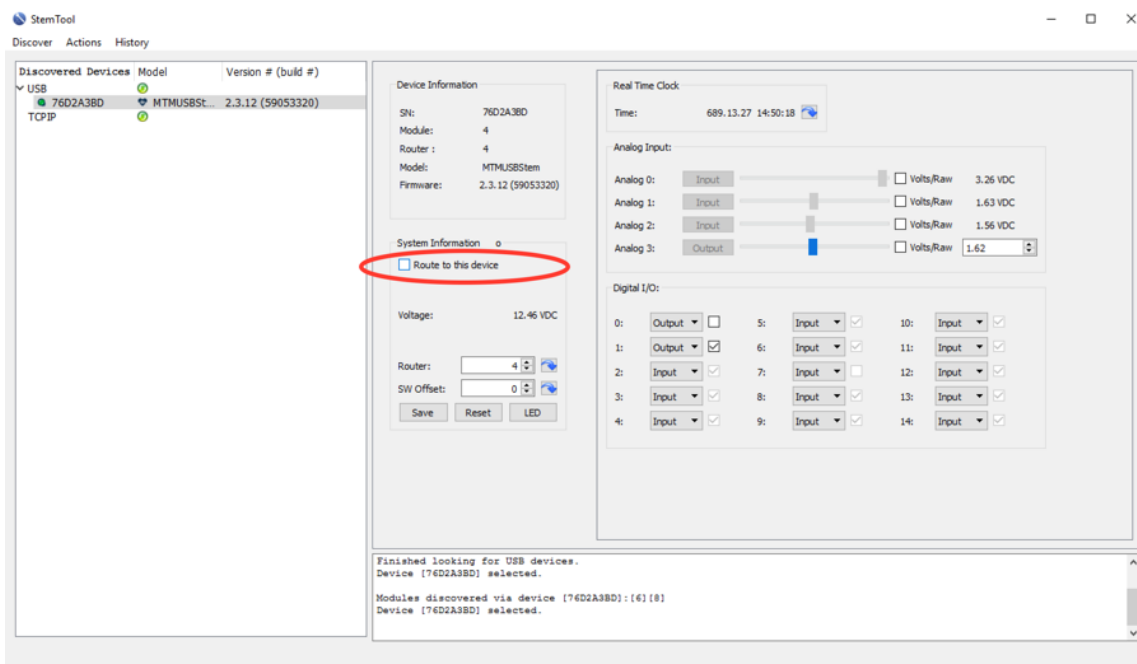 StemTool
Discover Actions History
Discovered Devices Model Version # (build #)
USB
76D2A3BD MTMUSBSt... 2.3.12 (59053320)
TCPIP
Device Information
SN: 76D2A3BD
Module: 4
Router : 4
Model: MTMUSBStem
Firmware: 2.3.12 (59053320)
System Information o
Route to this device
Voltage: 12.46 VDC
Router: 4
SW Offset: 0
Save Reset LED
Real Time Clock
Time: 689.13.27 14:50:18
Analog Input:
Analog 0: Input Volts/Raw 3.26 VDC
Analog 1: Input Volts/Raw 1.63 VDC
Analog 2: Input Volts/Raw 1.56 VDC
Analog 3: Output Volts/Raw 1.62
Digital I/O:
0: Output 5: Input 10: Input
1: Output 6: Input 11: Input
2: Input 7: Input 12: Input
3: Input 8: Input 13: Input
4: Input 9: Input 14: Input
Finished looking for USB devices.
Device [76D2A3BD] selected.
Modules discovered via device [76D2A3BD]:[6][8]
Device [76D2A3BD] selected.